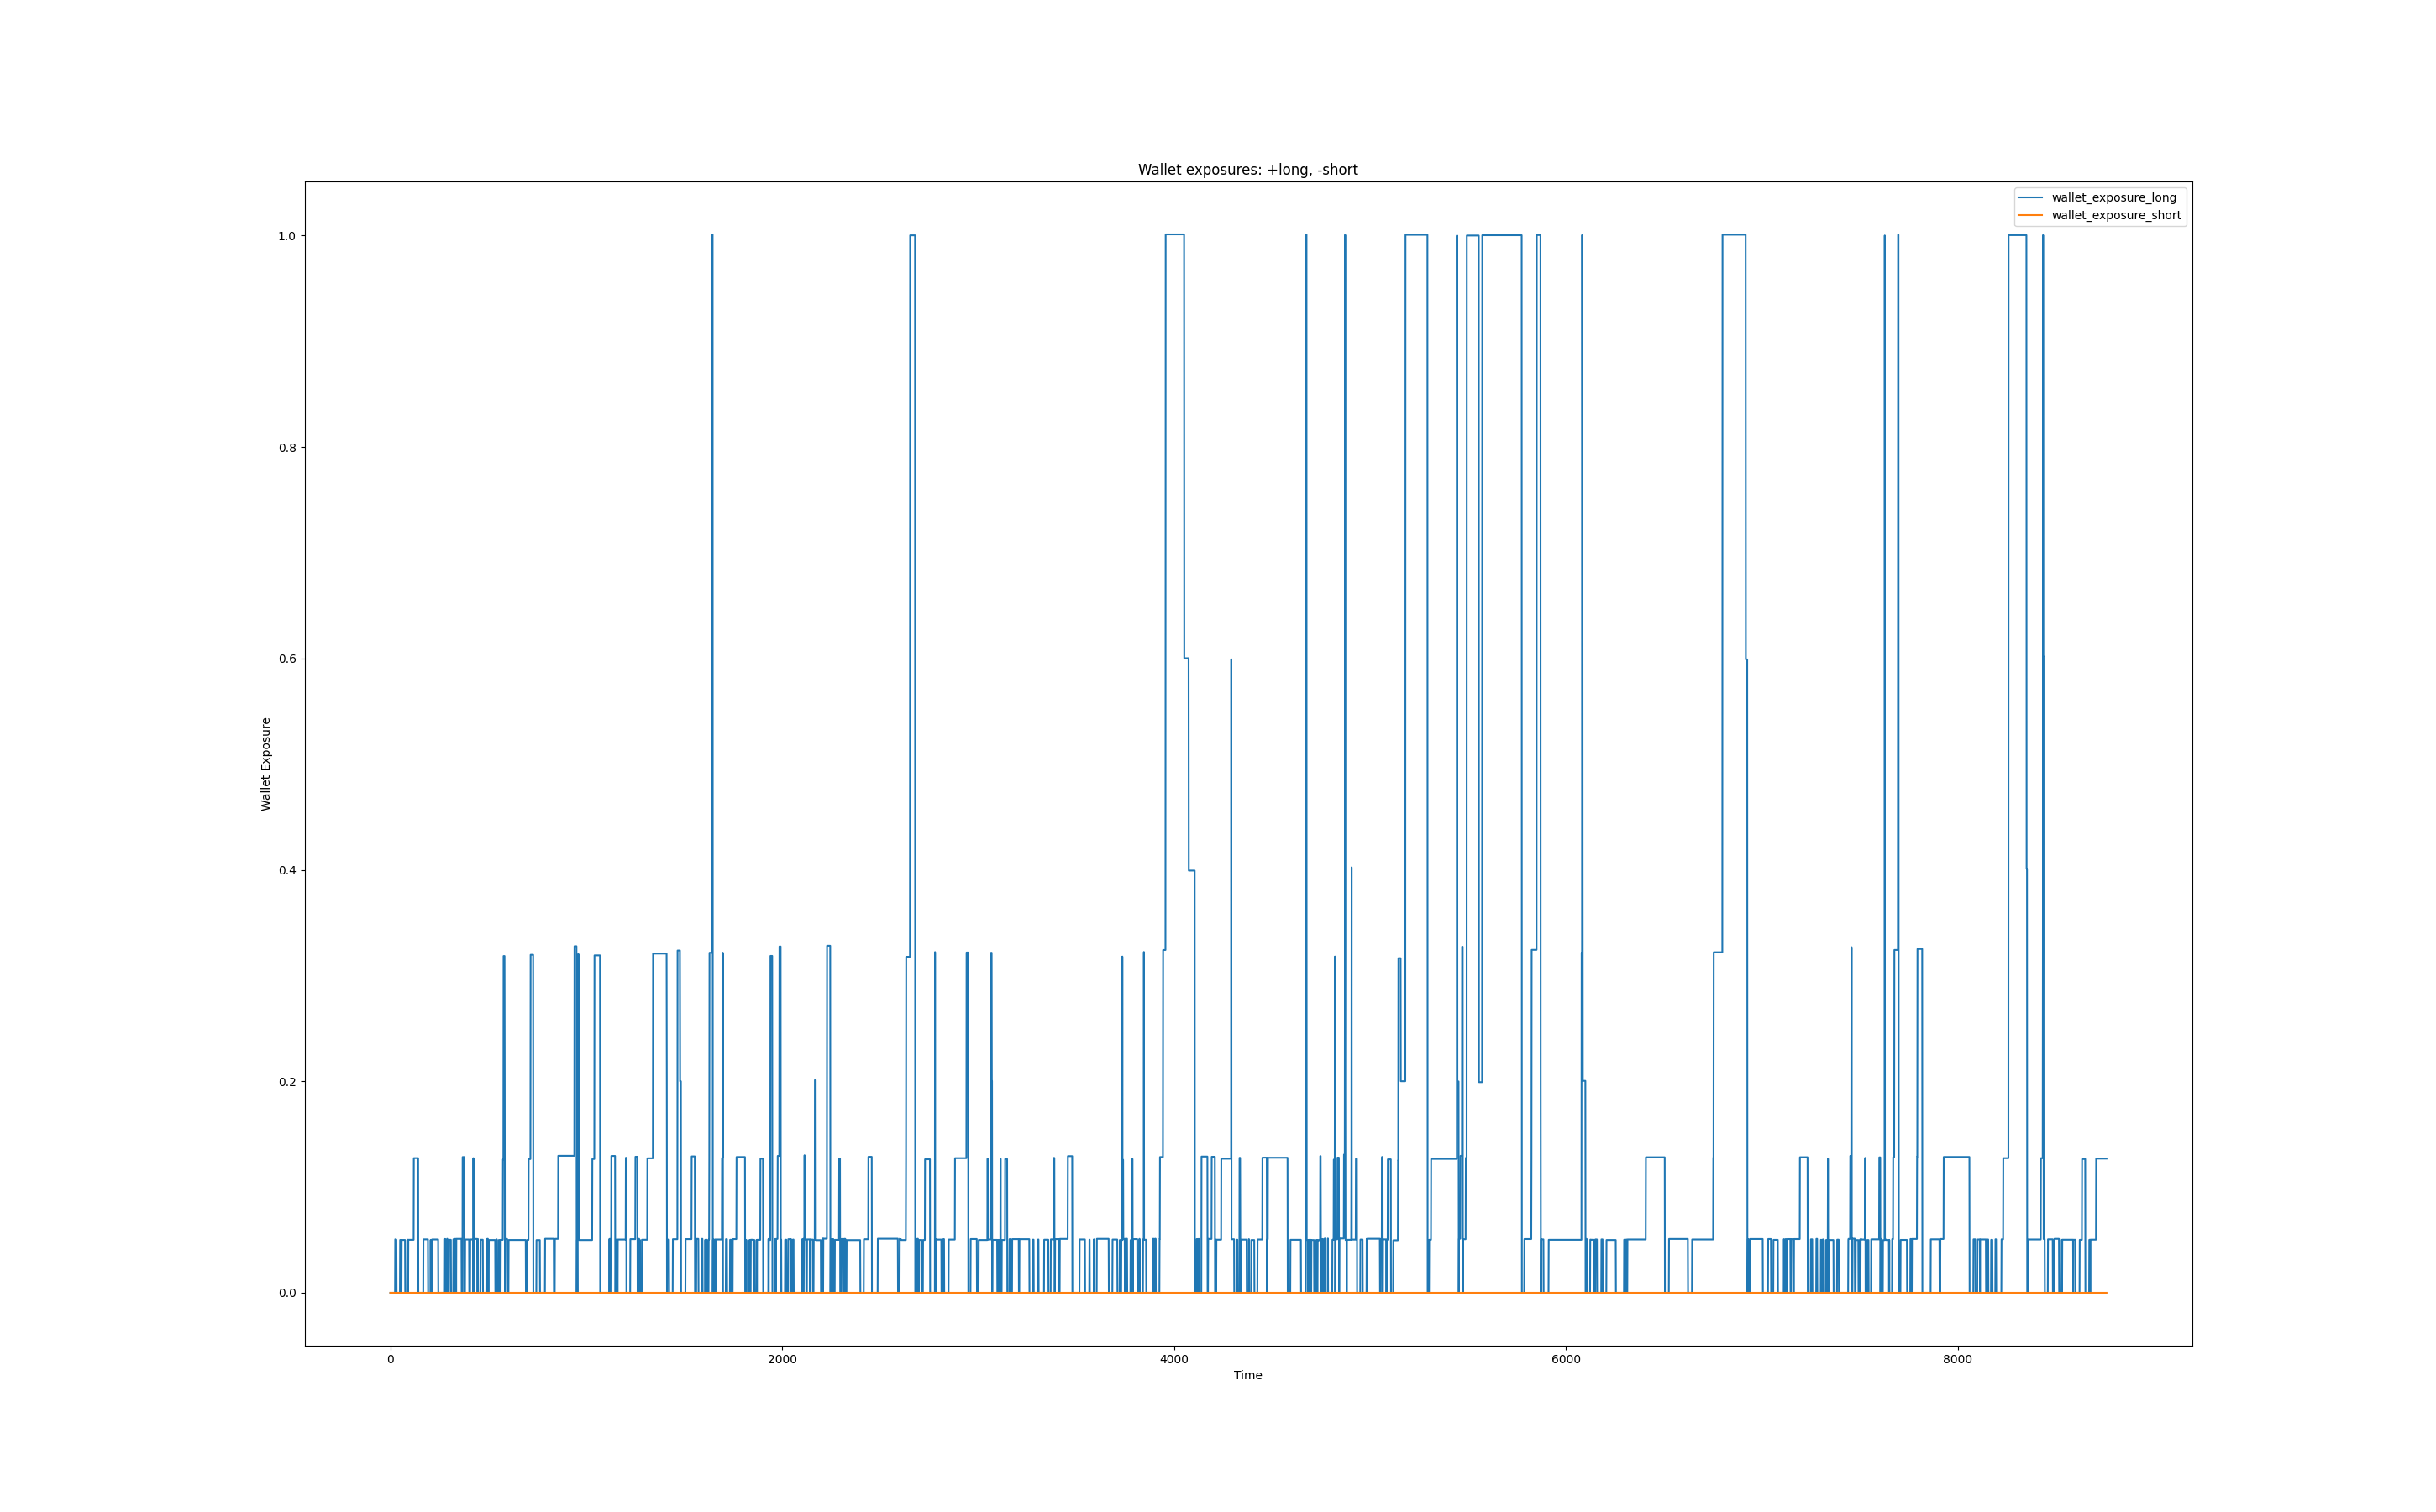 Wallet exposures: +long, -short
wallet_exposure_long
wallet_exposure_short
1.0
0.8
0.6
0.4
0.2
0.0
Wallet Exposure
0 2000 4000 6000 8000
Time